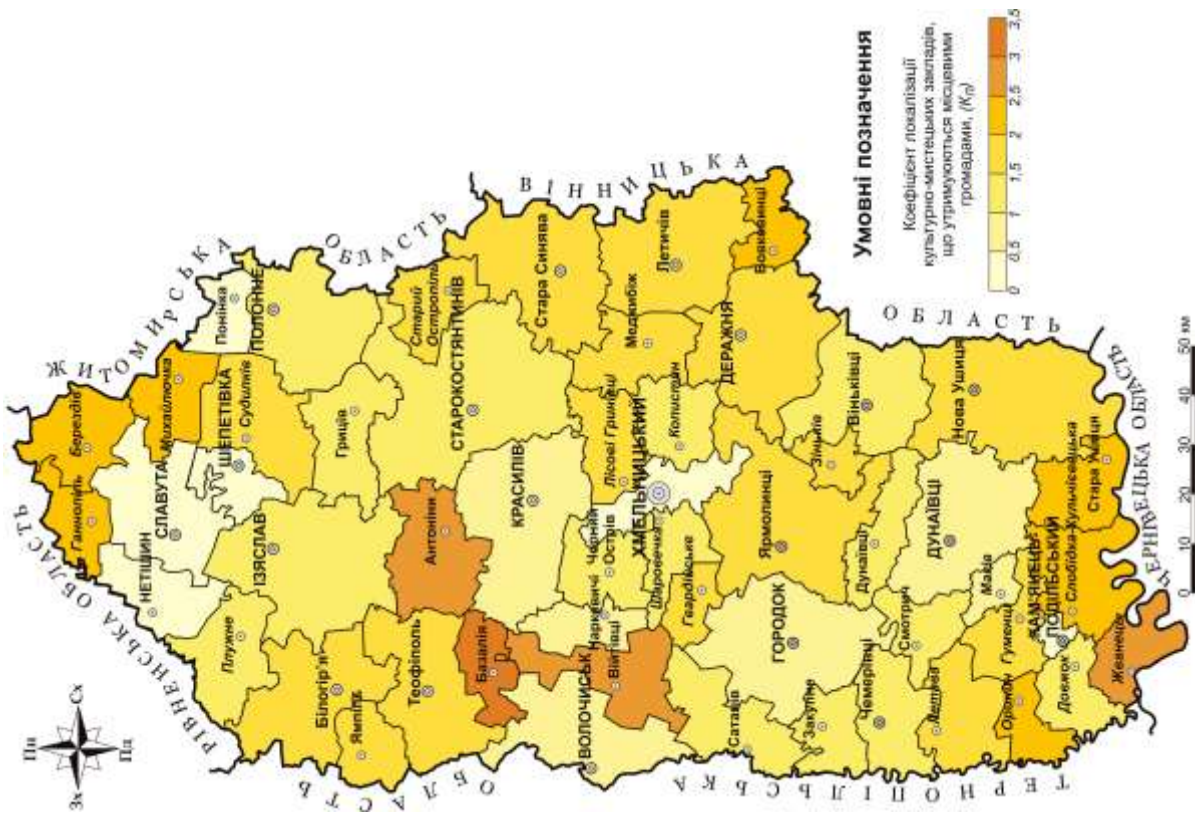 Пн
Сх
Зх
Пд
РІВНЕНСЬКА ОБЛАСТЬ
ЖИТОМИРСЬКА
ОБЛАСТЬ
ВІННИЦЬКА
ОБЛАСТЬ
ЧЕРНІВЕЦЬКА ОБЛАСТЬ
ТЕРНОПІЛЬСЬКА
ОБЛАСТЬ
Ганнопіль
Берездів
НЕТІШИН
СЛАВУТА
Михайлючка
Понінка
Плужне
ШЕПЕТІВКА
Судилків
ПОЛОННЕ
ІЗЯСЛАВ
Гриців
Білогір'я
Ямпіль
Теофіполь
Антоніни
СТАРОКОСТЯНТИНІВ
Старий
Остропіль
Базалія
КРАСИЛІВ
Стара Синява
ВОЛОЧИСЬК
Війтівці
Наркевичі
Чорний
Острів
Лісові Гринівці
Меджибіж
Летичів
ХМЕЛЬНИЦЬКИЙ
Копистин
Шаровечка
Гвардійське
ДЕРАЖНЯ
Вовковинці
Сатанів
ГОРОДОК
Ярмолинці
Закупне
Зіньків
Віньківці
Чемерівці
Смотрич
Дунаївці
ДУНАЇВЦІ
Нова Ушиця
Маків
Гуменці
КАМ'ЯНЕЦЬ-
ПОДІЛЬСЬКИЙ
Слобідка-Кульчієвецька
Стара Ушиця
Жванець
Умовні позначення
Коефіцієнт локалізації
культурно-мистецьких закладів,
що утримуються місцевими
громадами, (Кл)
0 0,5 1 1,5 2 2,5 3 3,5
0 10 20 30 40 50 км